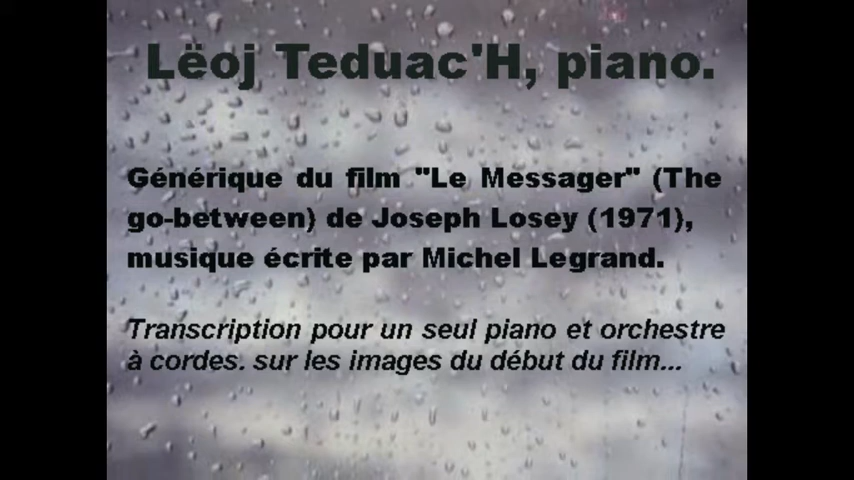 Lëoj Teduac'H, piano.
Générique du film "Le Messager" (The
go-between) de Joseph Losey (1971),
musique écrite par Michel Legrand.
Transcription pour un seul piano et orchestre
à cordes. sur les images du début du film...